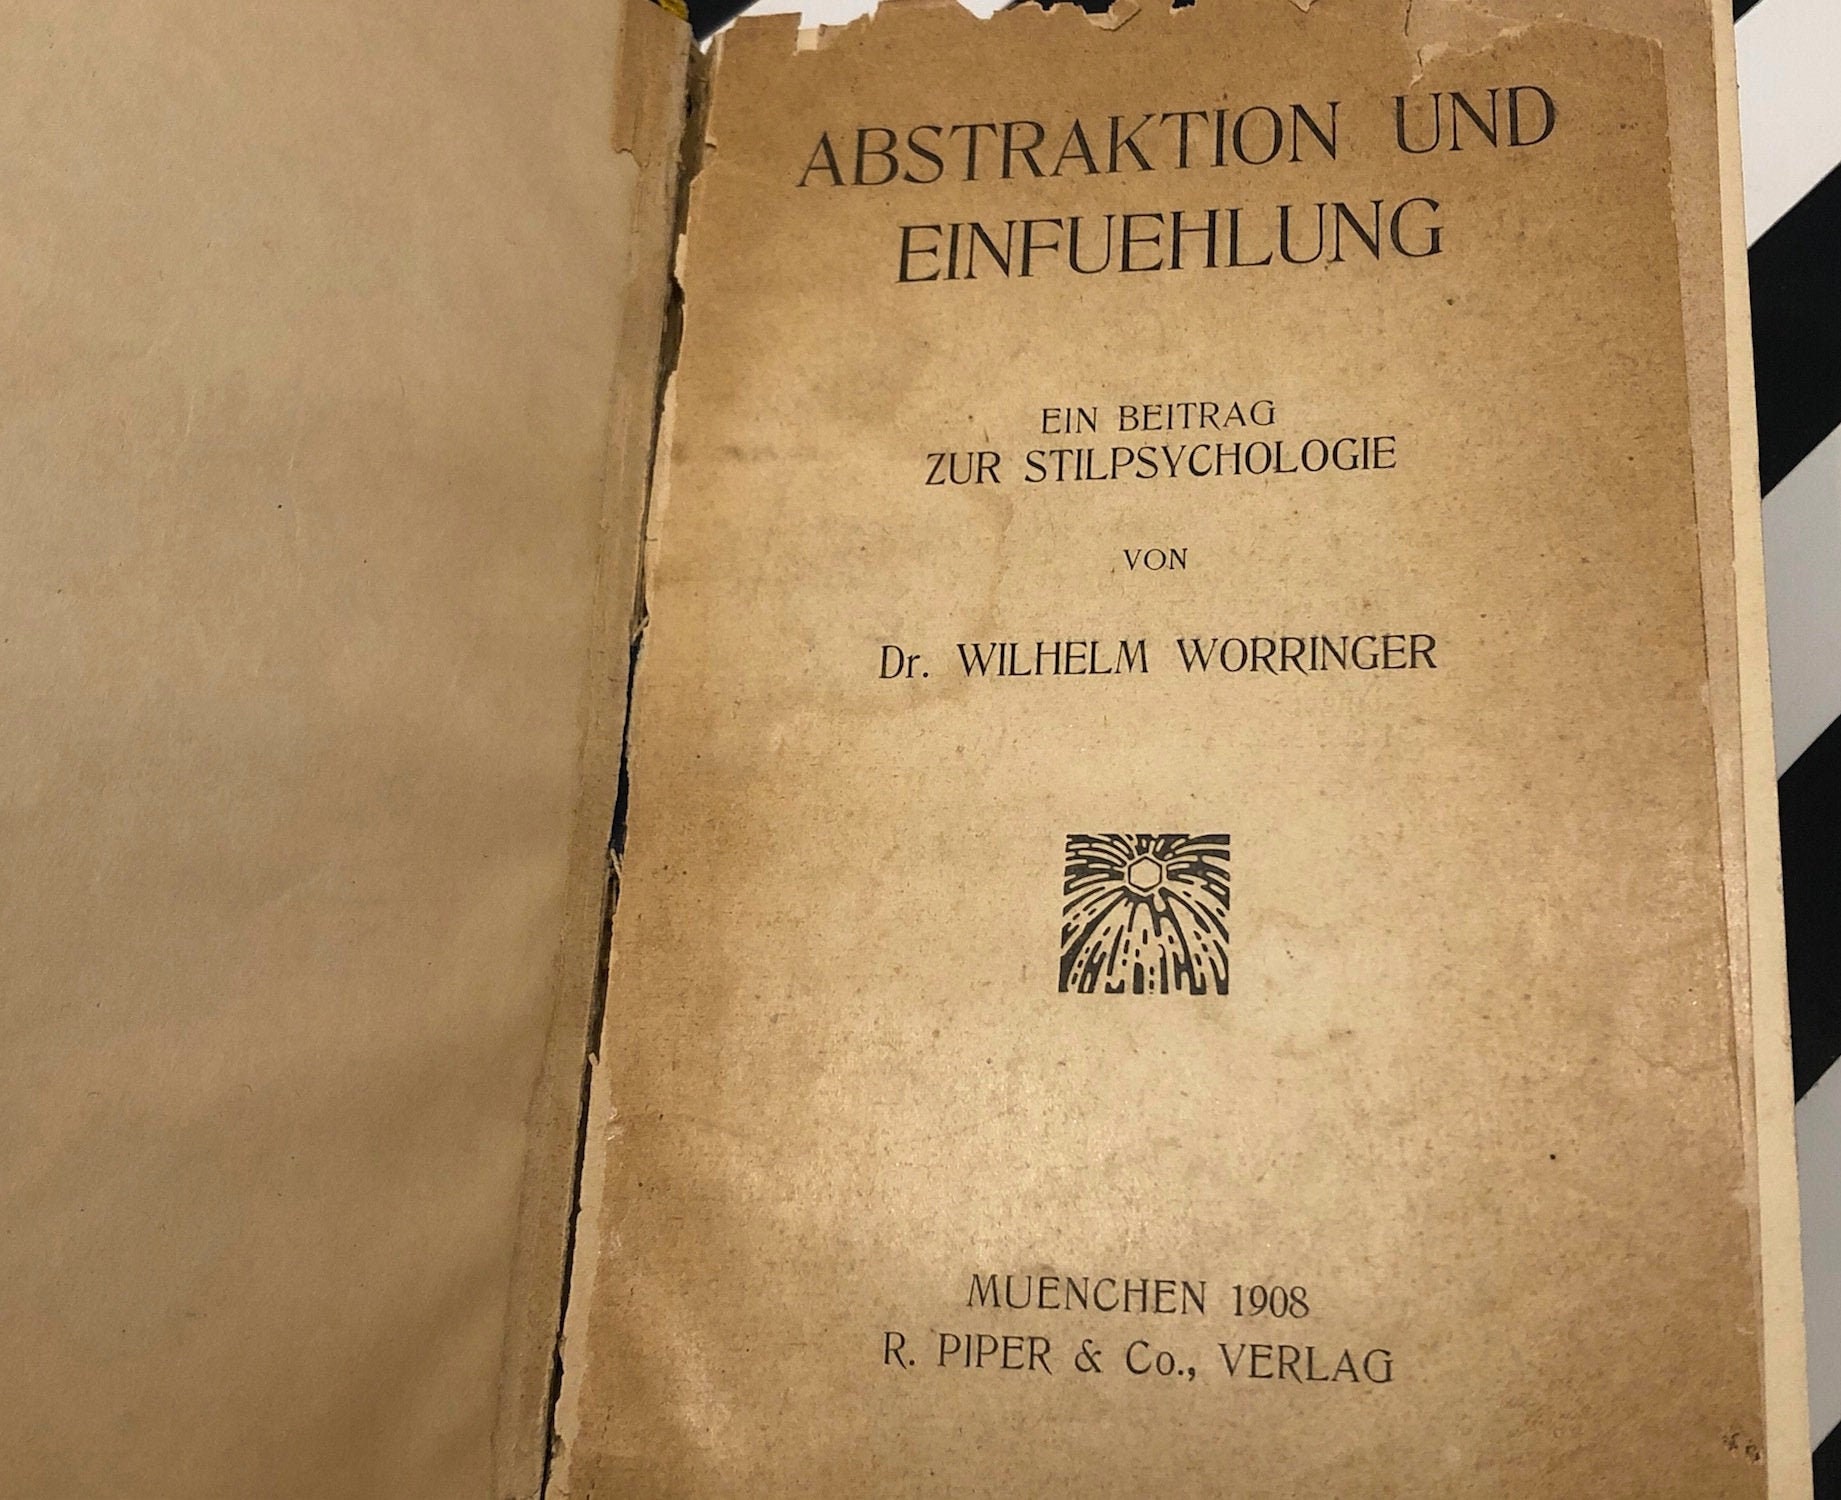 ABSTRAKTION UND
EINFUEHLUNG
EIN BEITRAG
ZUR STILPSYCHOLOGIE
VON
Dr. WILHELM WORRINGER
MUENCHEN 1908
R. PIPER & Co., VERLAG